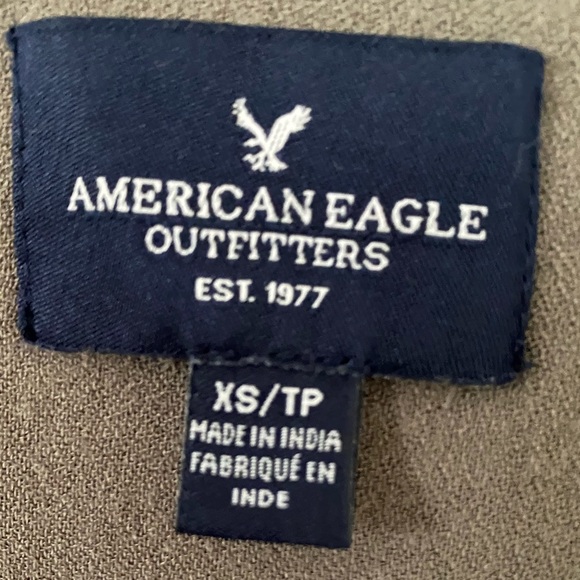 AMERICAN EAGLE
OUTFITTERS
EST. 1977
XS/TP
MADE IN INDIA
FABRIQUÉ EN
INDE